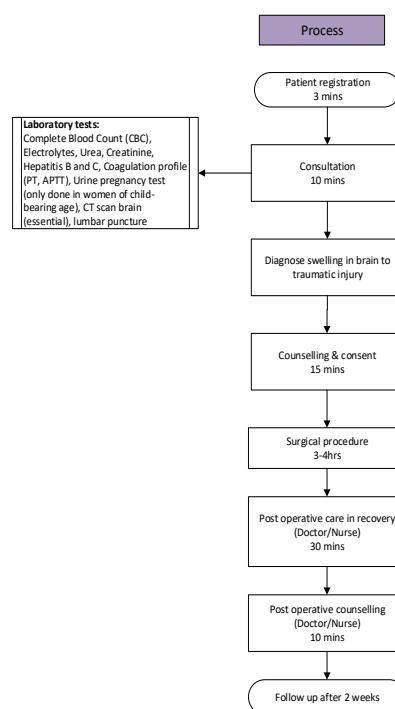 Process
Patient registration
3 mins
Laboratory tests:
Complete Blood Count (CBC),
Electrolytes, Urea, Creatinine,
Hepatitis B and C, Coagulation profile
(PT, APTT), Urine pregnancy test
(only done in women of child-
bearing age), CT scan brain
(essential), lumbar puncture
Consultation
10 mins
Diagnose swelling in brain to
traumatic injury
Counselling & consent
15 mins
Surgical procedure
3-4hrs
Post operative care in recovery
(Doctor/Nurse)
30 mins
Post operative counselling
(Doctor/Nurse)
10 mins
Follow up after 2 weeks